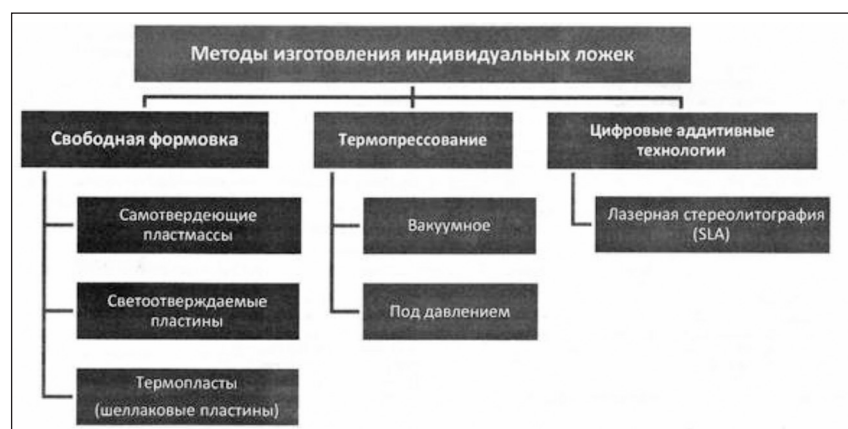 Методы изготовления индивидуальных ложек
Свободная формовка
Самотвердеющие
пластмассы
Светоотверждаемые
пластины
Термопласты
(шеллаковые пластины)
Термопрессование
Вакуумное
Под давлением
Цифровые аддитивные
технологии
Лазерная стереолитография
(SLA)